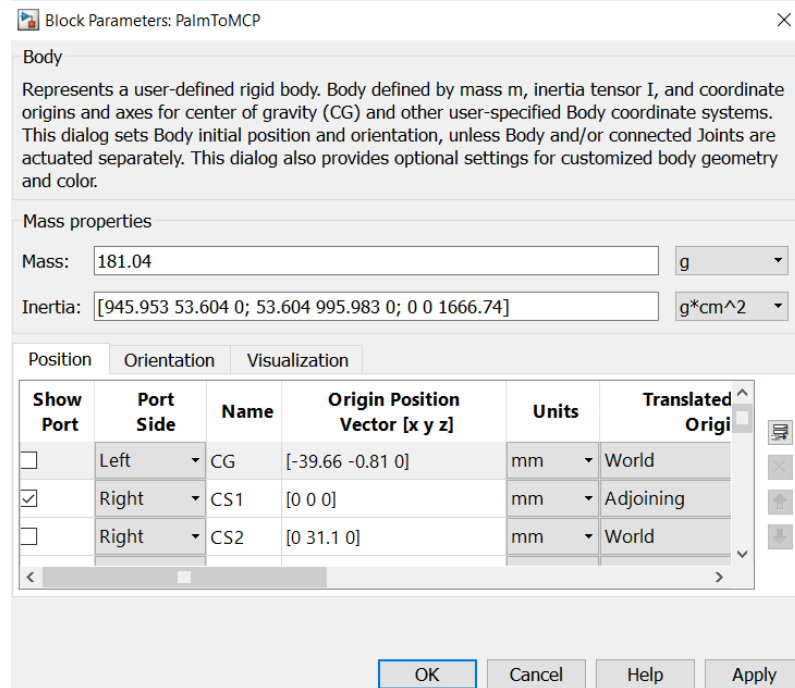 Block Parameters: PalmToMCP
Body
Represents a user-defined rigid body. Body defined by mass m, inertia tensor I, and coordinate
origins and axes for center of gravity (CG) and other user-specified Body coordinate systems.
This dialog sets Body initial position and orientation, unless Body and/or connected Joints are
actuated separately. This dialog also provides optional settings for customized body geometry
and color.
Mass properties
Mass: 181.04 g
Inertia: [945.953 53.604 0; 53.604 995.983 0; 0 0 1666.74] g*cm^2
Position Orientation Visualization
Show Port Origin Position Translated
Port Side Name Vector [x y z] Units Origi
Left CG [-39.66 -0.81 0] mm World
Right CS1 [0 0 0] mm Adjoining
Right CS2 [0 31.1 0] mm World
OK Cancel Help Apply